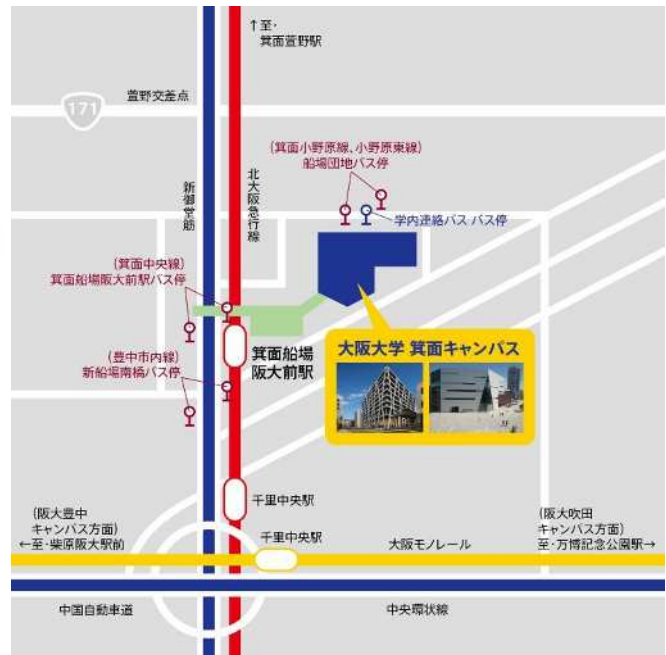 ↑至・
箕面萱野駅
萱野交差点
171
(箕面小野原線、小野原東線)
船場団地バス停
新御堂筋
北大阪急行線
学内連絡バス バス停
(箕面中央線)
箕面船場阪大前駅バス停
箕面船場
阪大前駅
大阪大学 箕面キャンパス
(豊中市内線)
新船場南橋バス停
千里中央駅
(阪大豊中
キャンパス方面)
←至・柴原阪大駅前
千里中央駅
大阪モノレール
(阪大吹田
キャンパス方面)
至・万博記念公園駅→
中国自動車道
中央環状線